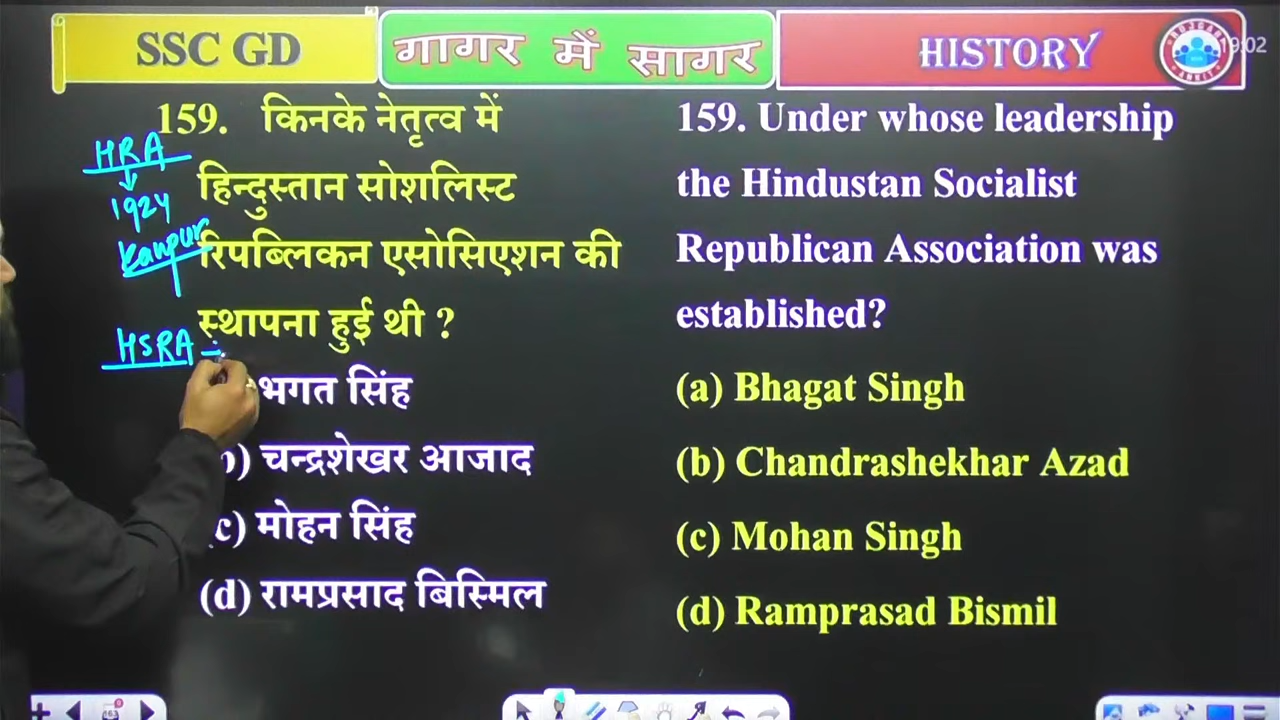 SSC GD
गागर में सागर
HISTORY
19:02
159. किनके नेतृत्व में
हिन्दुस्तान सोशलिस्ट
रिपब्लिकन एसोसिएशन की
स्थापना हुई थी ?
भगत सिंह
b) चन्द्रशेखर आजाद
(c) मोहन सिंह
(d) रामप्रसाद बिस्मिल
HRA
1924
Kanpur
HSRA
159. Under whose leadership
the Hindustan Socialist
Republican Association was
established?
(a) Bhagat Singh
(b) Chandrashekhar Azad
(c) Mohan Singh
(d) Ramprasad Bismil